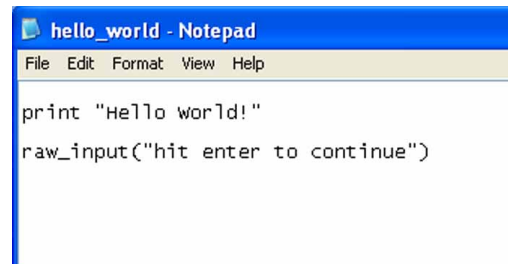 hello_world - Notepad
File Edit Format View Help
print "Hello World!"
raw_input("hit enter to continue")